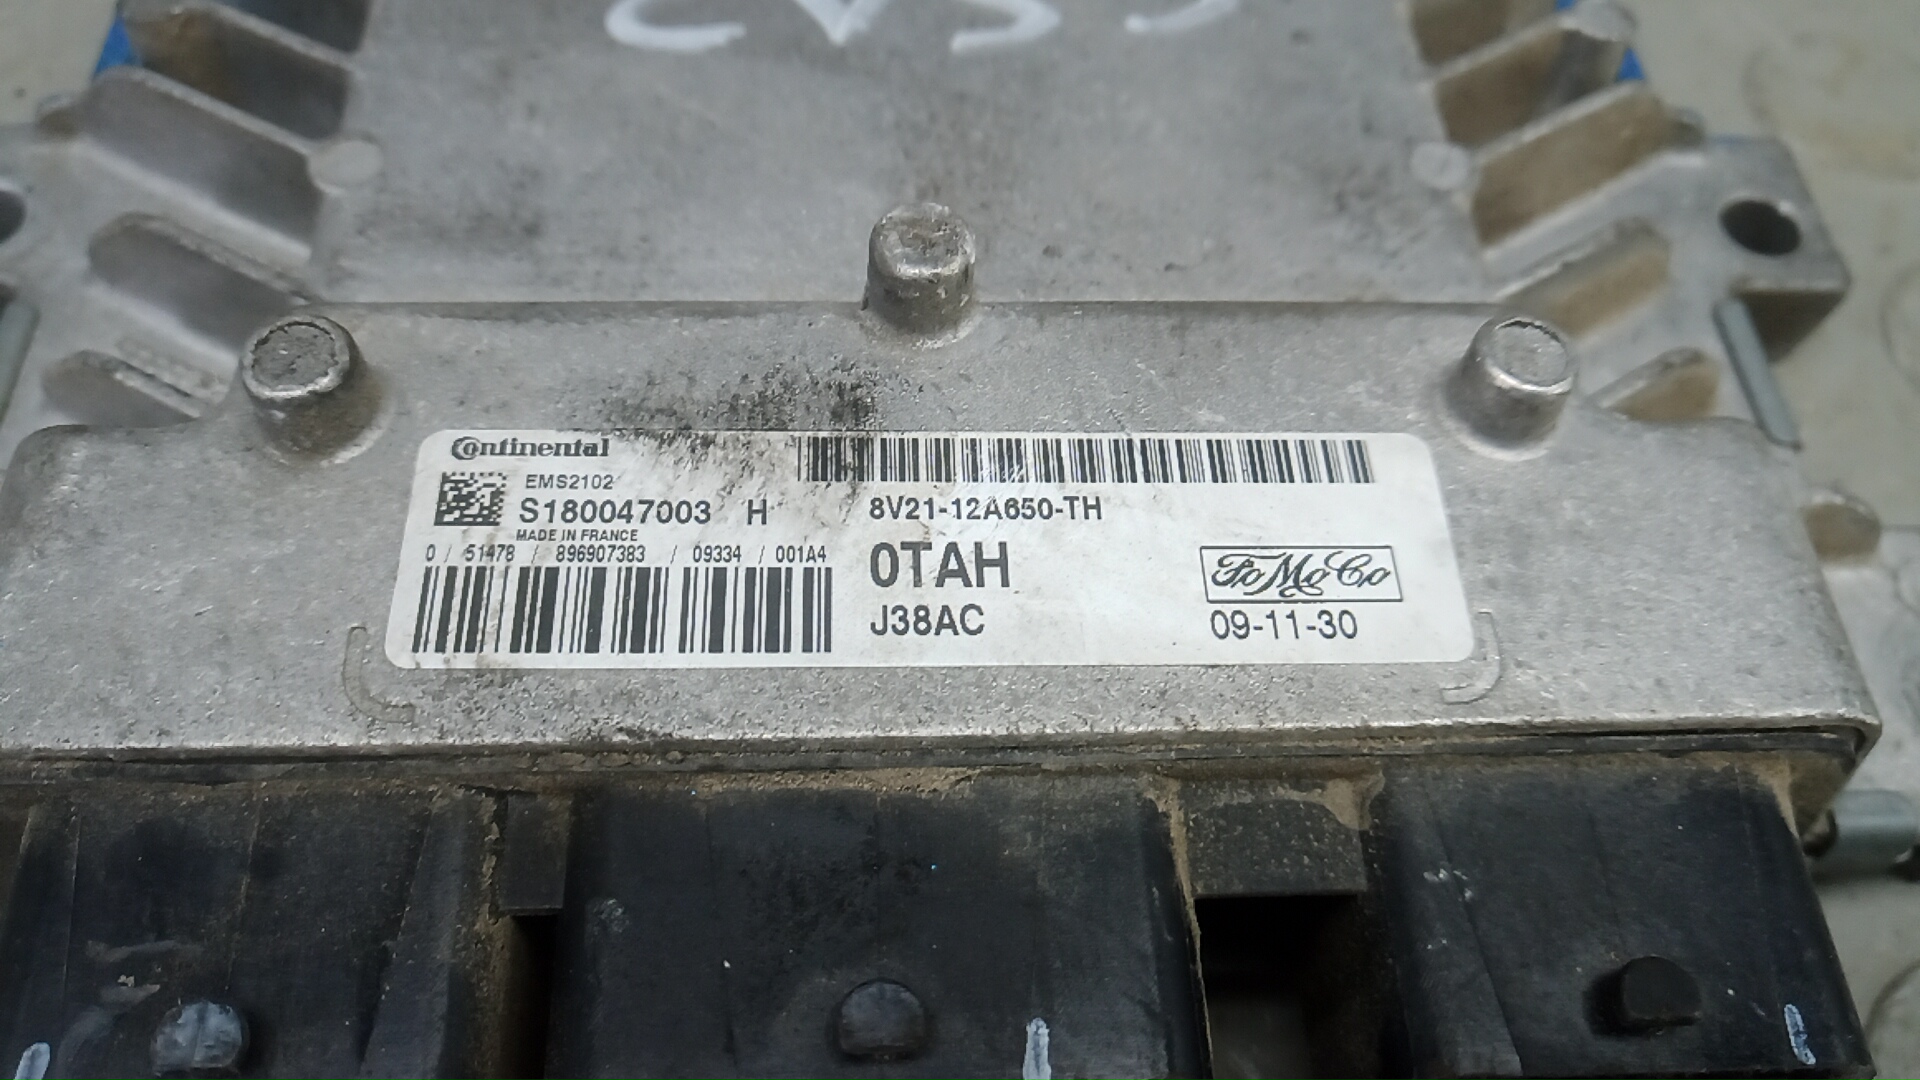 Continental
EMS2102
S180047003 H
MADE IN FRANCE
0 / 51478 / 896907383 / 09334 / 001A4
8V21-12A650-TH
0TAH
J38AC
FoMoCo
09-11-30